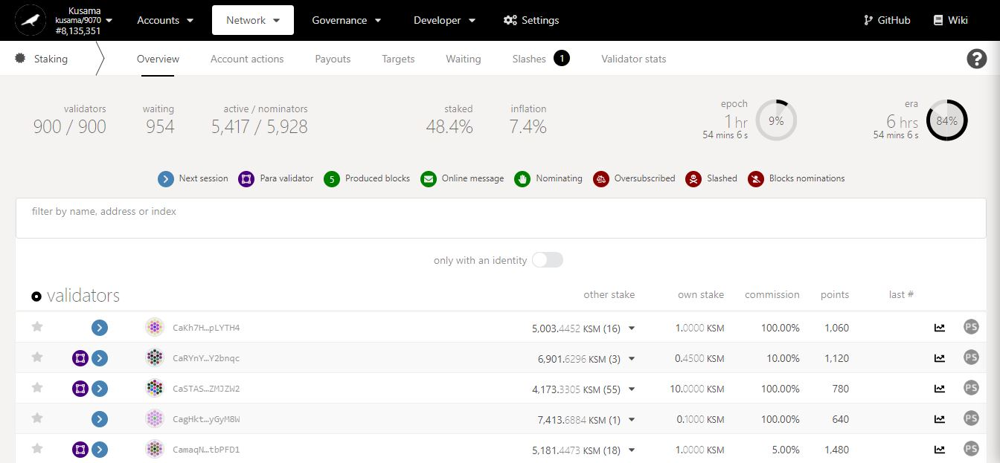 Kusama
kusama/9070
#8,135,351
Accounts Network Governance Developer Settings GitHub Wiki
Staking Overview Account actions Payouts Targets Waiting Slashes 1 Validator stats ?
validators waiting active / nominators staked inflation epoch era
900 / 900 954 5,417 / 5,928 48.4% 7.4% 1 hr 9% 6 hrs 84%
54 mins 6 s 54 mins 6 s
Next session Para validator 5 Produced blocks Online message Nominating Oversubscribed Slashed Blocks nominations
filter by name, address or index
only with an identity
validators other stake own stake commission points last #
CaKh7H…pLYTH4 5,003.4452 KSM (16) 1.0000 KSM 100.00% 1,060 PS
CaRYnY…Y2bnqc 6,901.6296 KSM (3) 0.4500 KSM 10.00% 1,120 PS
CaSTAS…ZMJZW2 4,173.3305 KSM (55) 10.0000 KSM 100.00% 780 PS
CagHkt…yGyM8W 7,413.6884 KSM (1) 0.1000 KSM 100.00% 640 PS
CamaqN…tbPFD1 5,181.4473 KSM (18) 1.0000 KSM 5.00% 1,480 PS